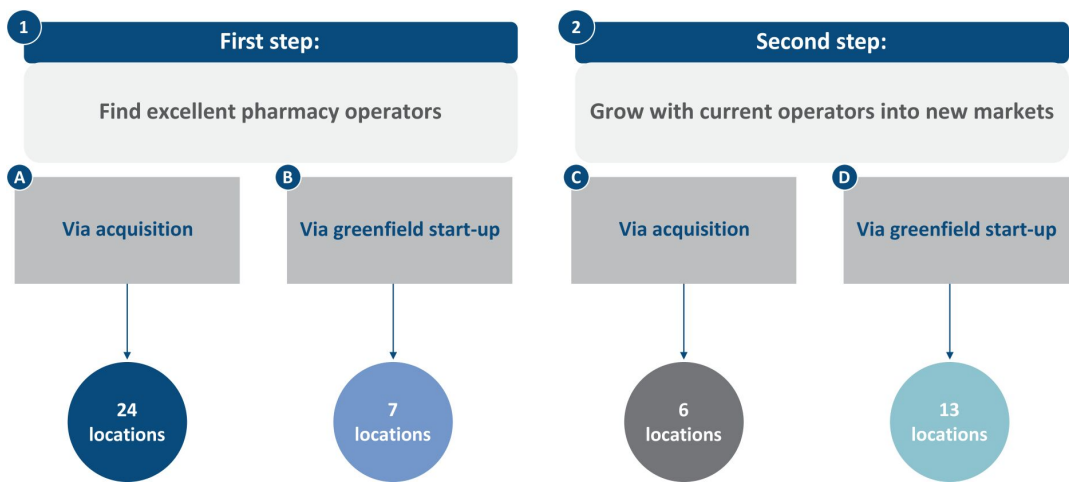 1
First step:
Find excellent pharmacy operators
A
Via acquisition
24
locations
B
Via greenfield start-up
7
locations
2
Second step:
Grow with current operators into new markets
C
Via acquisition
6
locations
D
Via greenfield start-up
13
locations